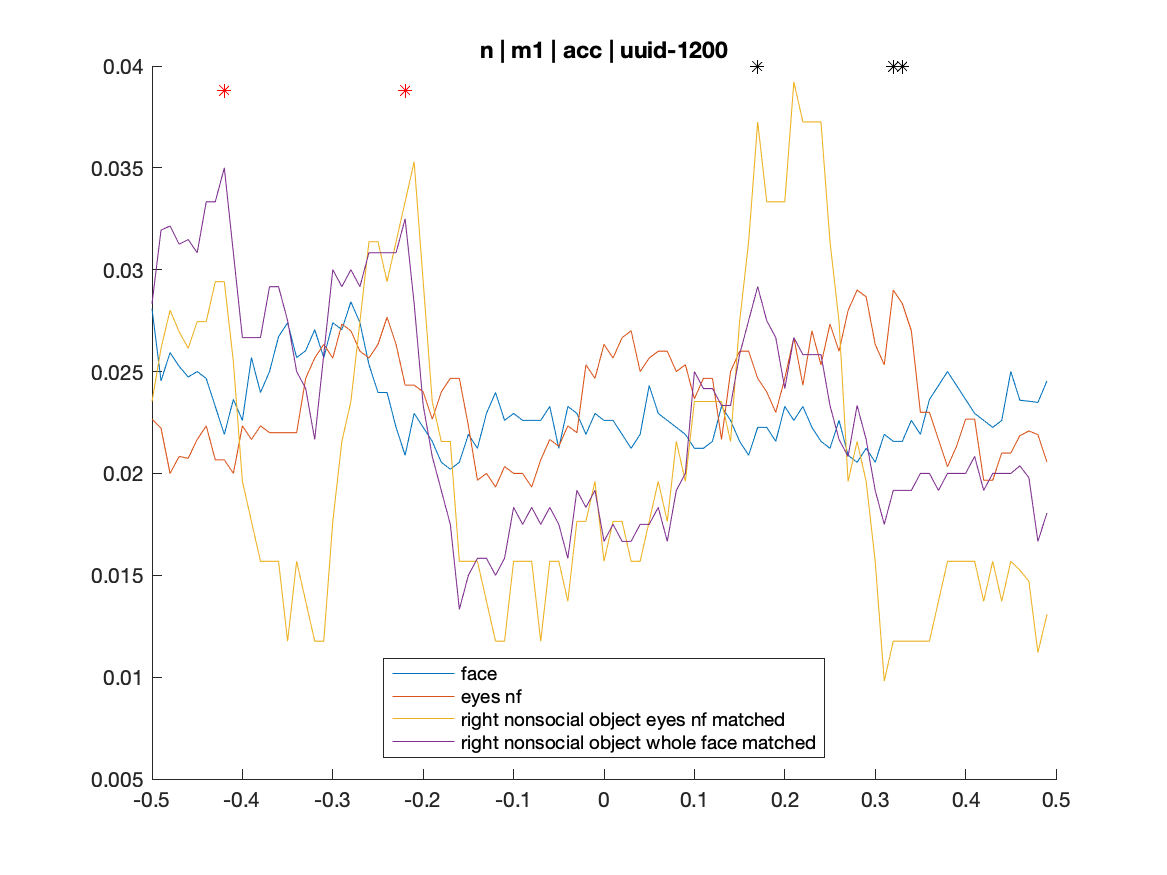 n | m1 | acc | uuid-1200
0.04
0.035
0.03
0.025
0.02
0.015
0.01
0.005
face
eyes nf
right nonsocial object eyes nf matched
right nonsocial object whole face matched
-0.5 -0.4 -0.3 -0.2 -0.1 0 0.1 0.2 0.3 0.4 0.5